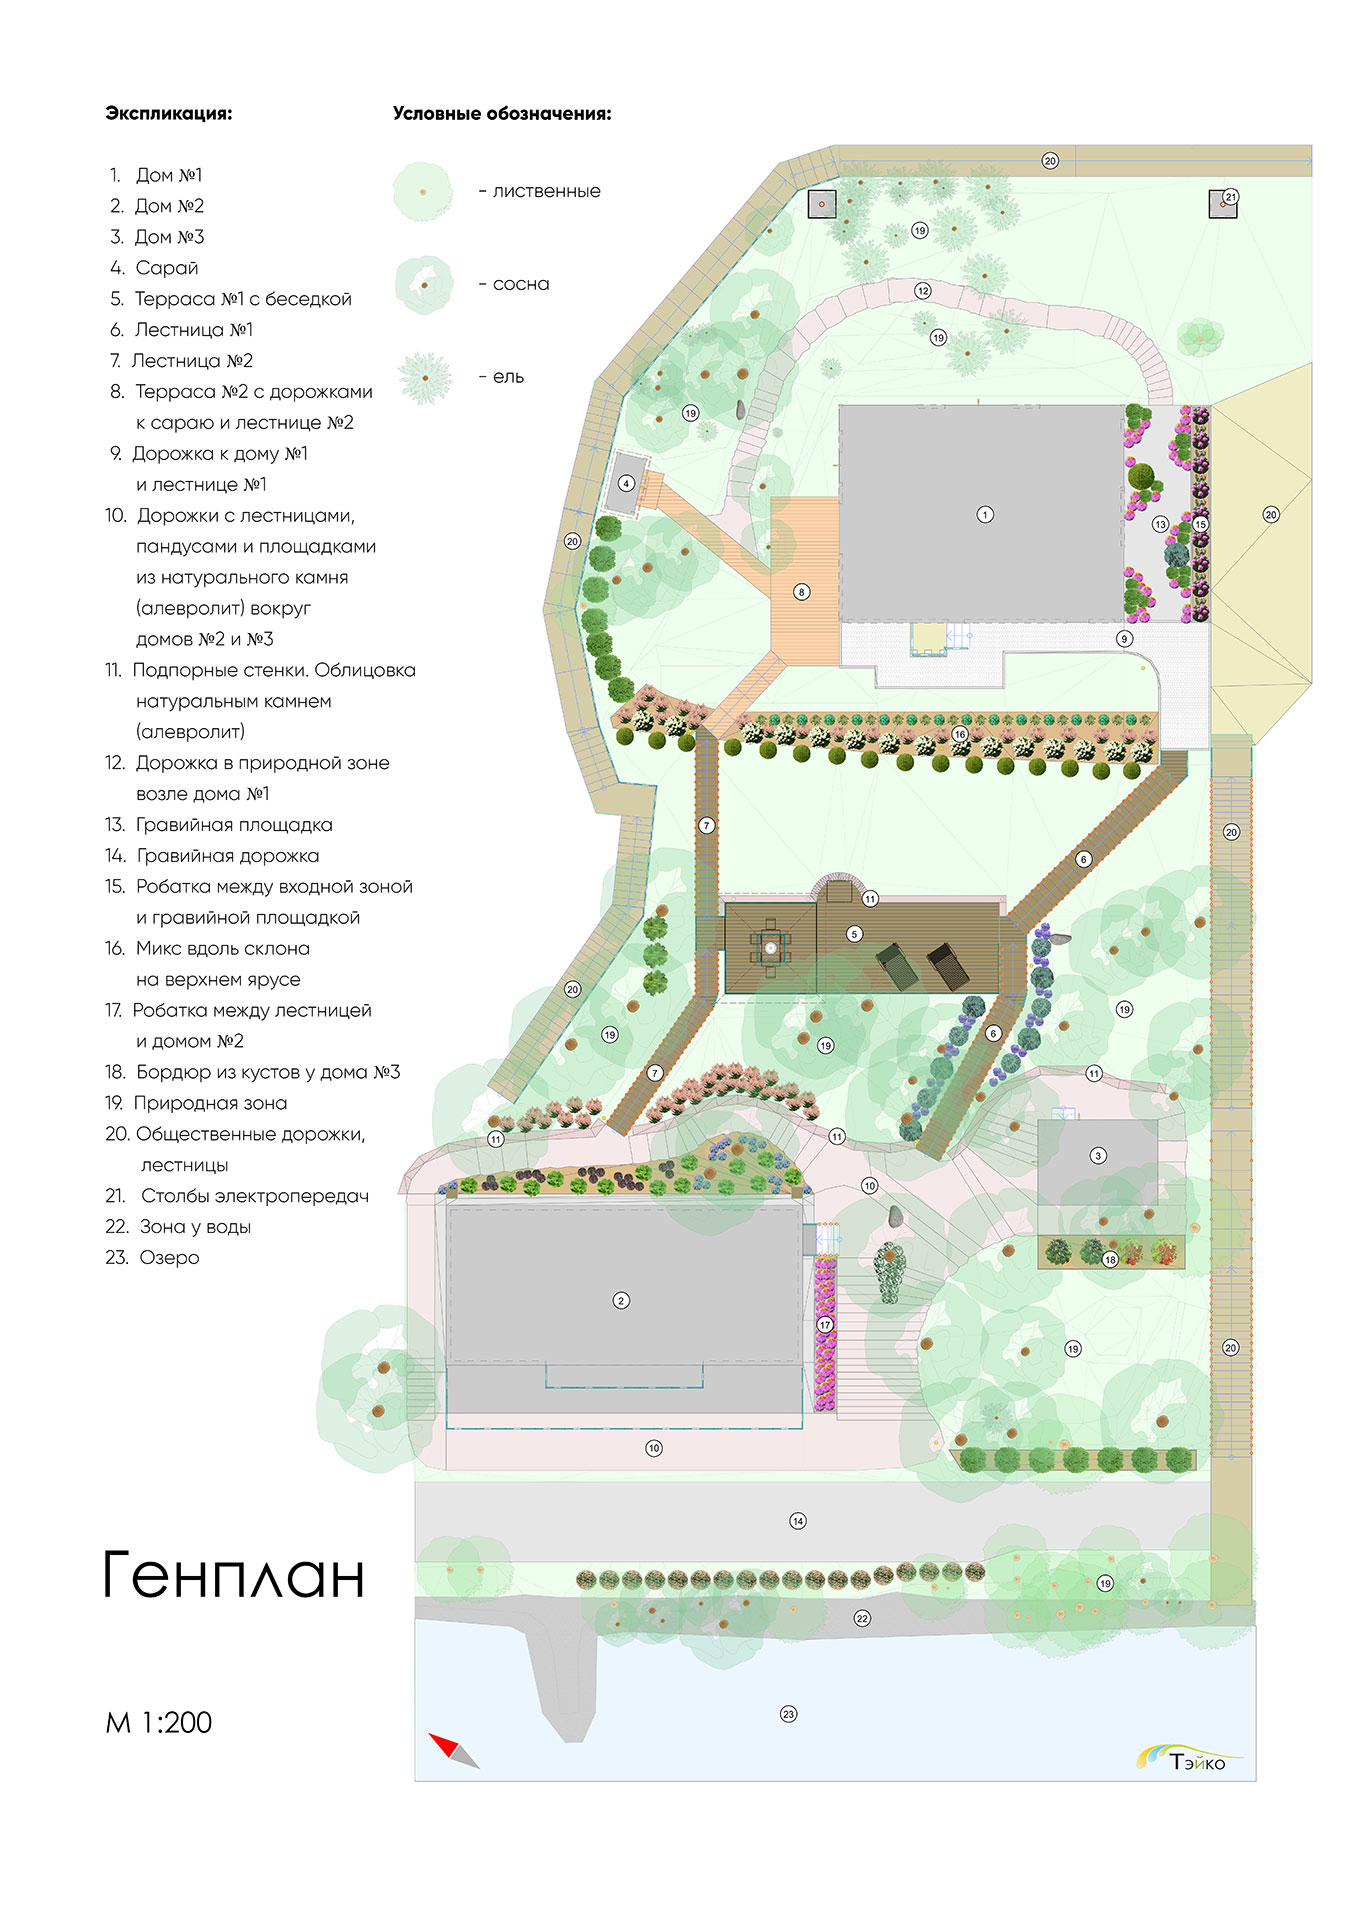 Экспликация:
1. Дом №1
2. Дом №2
3. Дом №3
4. Сарай
5. Терраса №1 с беседкой
6. Лестница №1
7. Лестница №2
8. Терраса №2 с дорожками
к сараю и лестнице №2
9. Дорожка к дому №1
и лестнице №1
10. Дорожки с лестницами,
пандусами и площадками
из натурального камня
(алевролит) вокруг
домов №2 и №3
11. Подпорные стенки. Облицовка
натуральным камнем
(алевролит)
12. Дорожка в природной зоне
возле дома №1
13. Гравийная площадка
14. Гравийная дорожка
15. Робатка между входной зоной
и гравийной площадкой
16. Микс вдоль склона
на верхнем ярусе
17. Робатка между лестницей
и домом №2
18. Бордюр из кустов у дома №3
19. Природная зона
20. Общественные дорожки,
лестницы
21. Столбы электропередач
22. Зона у воды
23. Озеро
Условные обозначения:
- лиственные
- сосна
- ель
20
21
19
12
19
19
4
20
1
13
15
20
8
9
16
7
20
6
11
5
20
19
19
6
19
7
11
11
11
3
10
18
2
17
19
20
10
14
19
22
23
Генплан
М 1:200
Тэйко